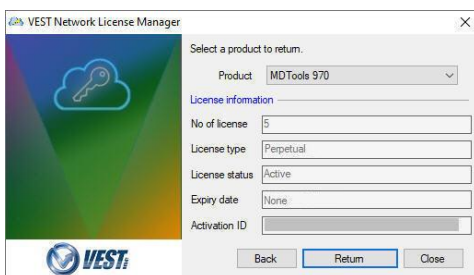 VEST Network License Manager
Select a product to return.
Product MDTools 970
License information
No of license 5
License type Perpetual
License status Active
Expiry date None
Activation ID
VEST
Back Return Close